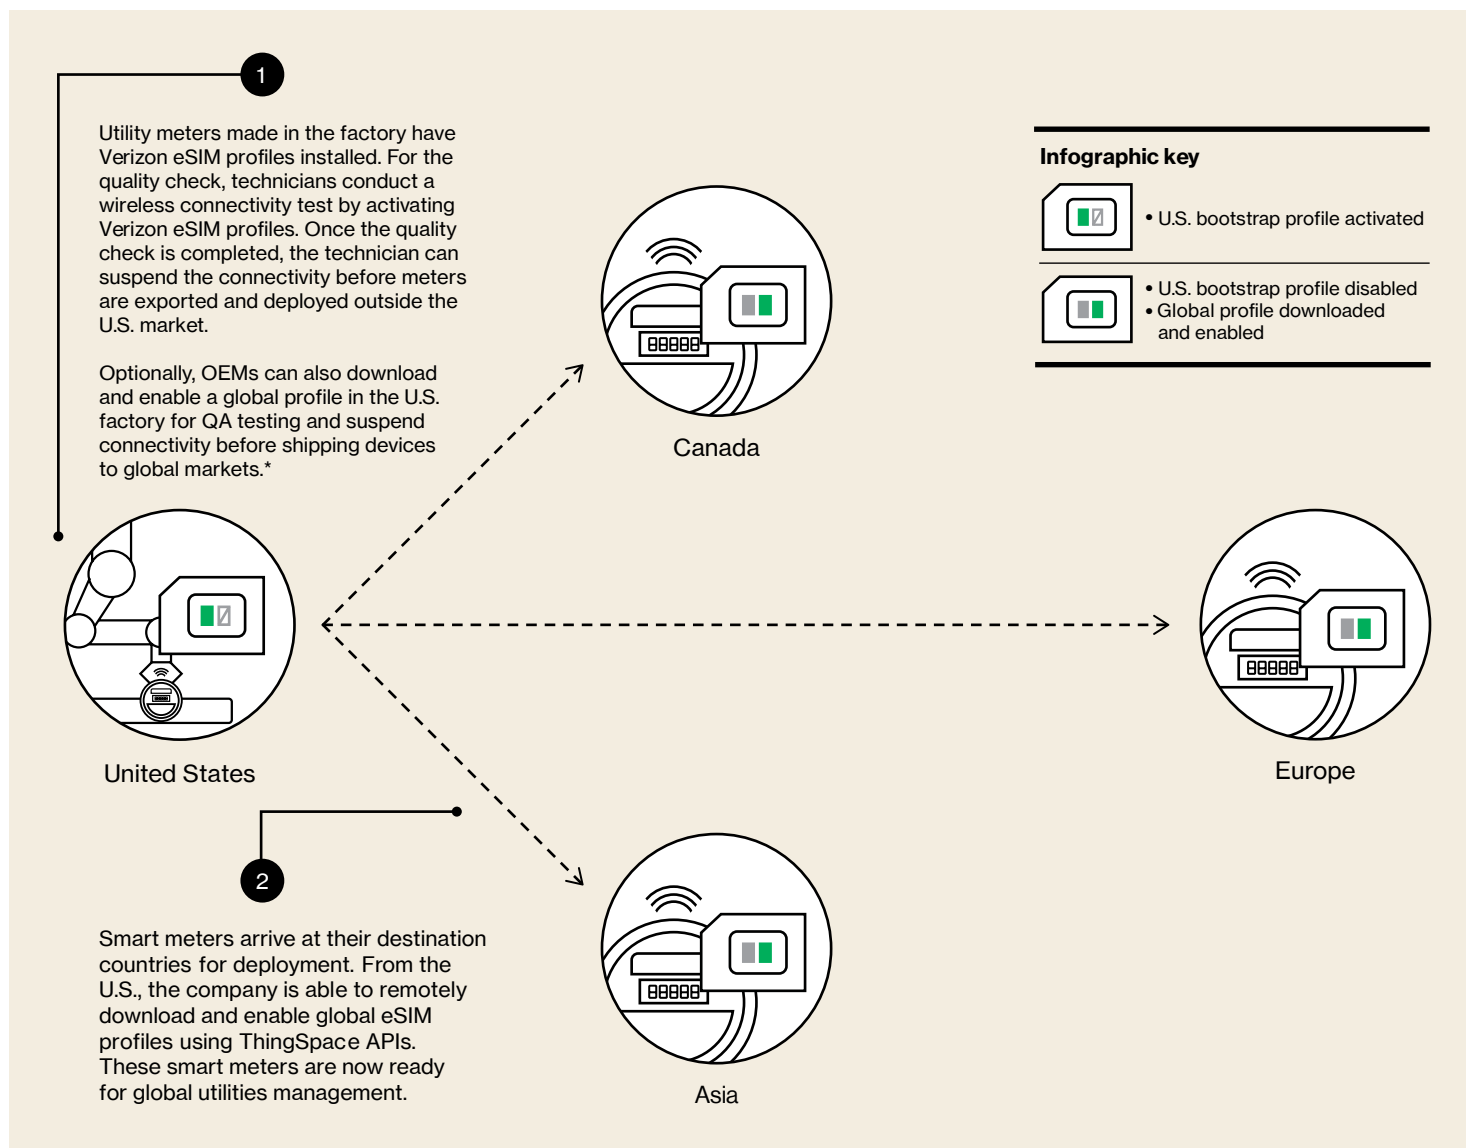 1
Utility meters made in the factory have
Verizon eSIM profiles installed. For the
quality check, technicians conduct a
wireless connectivity test by activating
Verizon eSIM profiles. Once the quality
check is completed, the technician can
suspend the connectivity before meters
are exported and deployed outside the
U.S. market.
Optionally, OEMs can also download
and enable a global profile in the U.S.
factory for QA testing and suspend
connectivity before shipping devices
to global markets.*
Infographic key
• U.S. bootstrap profile activated
• U.S. bootstrap profile disabled
• Global profile downloaded
and enabled
88888
Canada
United States
88888
Europe
2
Smart meters arrive at their destination
countries for deployment. From the
U.S., the company is able to remotely
download and enable global eSIM
profiles using ThingSpace APIs.
These smart meters are now ready
for global utilities management.
88888
Asia